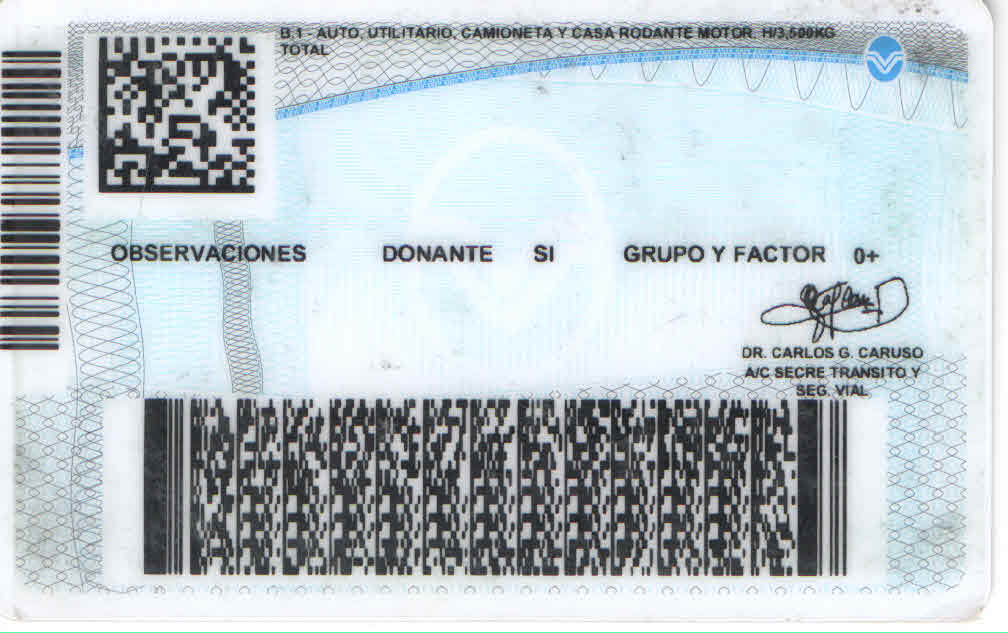 B.1 - AUTO, UTILITARIO, CAMIONETA Y CASA RODANTE MOTOR H/3,500KG
TOTAL
OBSERVACIONES DONANTE SI GRUPO Y FACTOR 0+
DR. CARLOS G. CARUSO
A/C SECRE TRANSITO Y
SEG. VIAL